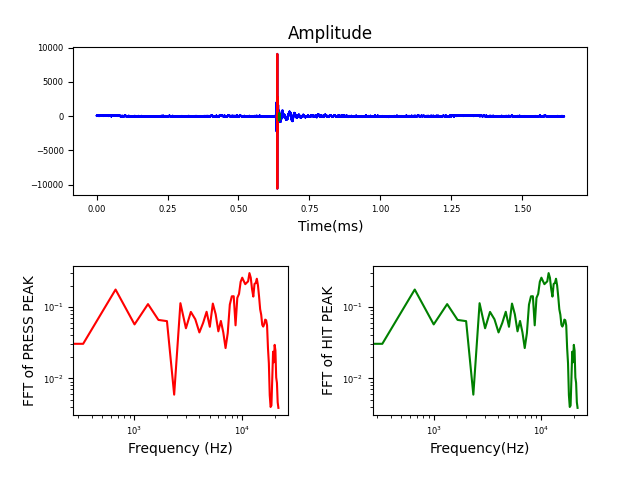 Amplitude
10000
5000
0
−5000
−10000
0.00 0.25 0.50 0.75 1.00 1.25 1.50
Time(ms)
FFT of PRESS PEAK
10⁻¹
10⁻²
10³ 10⁴
Frequency (Hz)
FFT of HIT PEAK
10⁻¹
10⁻²
10³ 10⁴
Frequency(Hz)